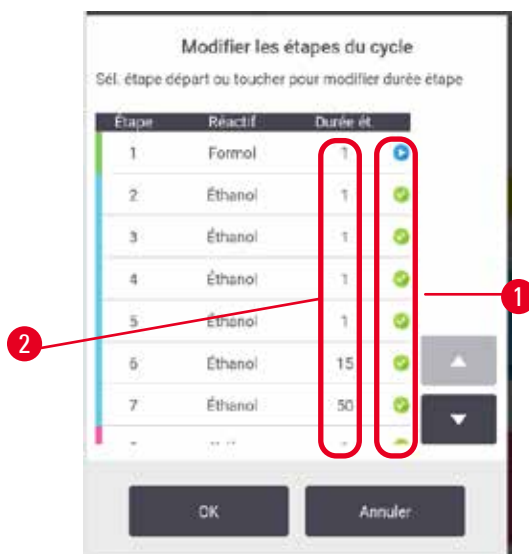 Modifier les étapes du cycle
Sél. étape départ ou toucher pour modifier durée étape
Étape Réactif Durée ét.
1 Formol 1
2 Éthanol 1
3 Éthanol 1
4 Éthanol 1
5 Éthanol 1
6 Éthanol 15
7 Éthanol 50
1
2
OK Annuler